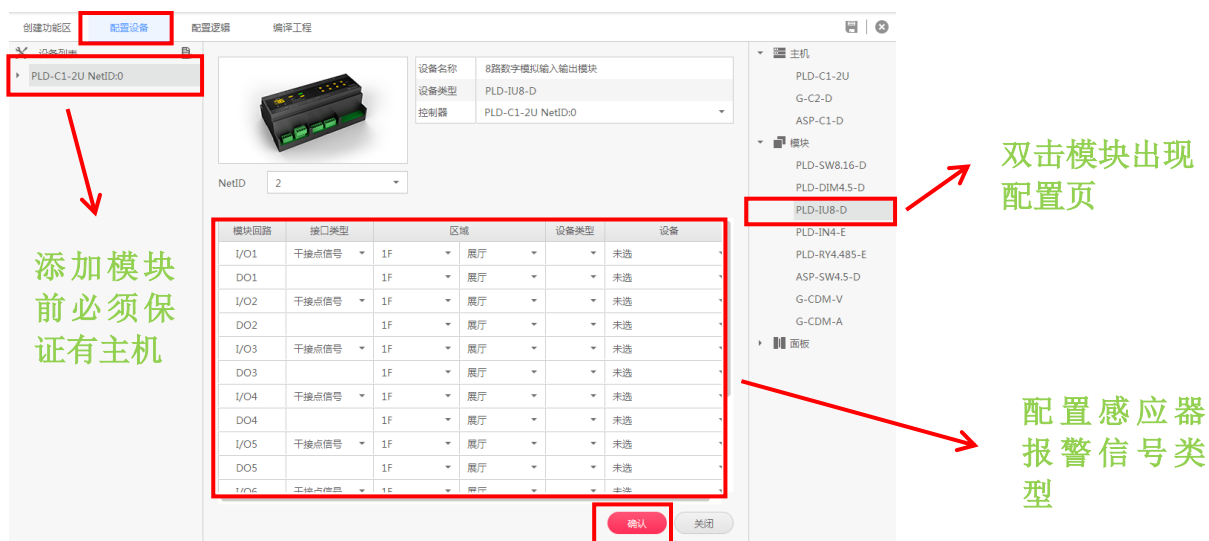 创建功能区 配置设备 配置逻辑 编译工程
设备列表
PLD-C1-2U NetID:0
设备名称 8路数字模拟输入输出模块
设备类型 PLD-IU8-D
控制器 PLD-C1-2U NetID:0
NetID 2
模块回路 接口类型 区域 设备类型 设备
I/O1 干接点信号 1F 展厅 未选
DO1 1F 展厅 未选
I/O2 干接点信号 1F 展厅 未选
DO2 1F 展厅 未选
I/O3 干接点信号 1F 展厅 未选
DO3 1F 展厅 未选
I/O4 干接点信号 1F 展厅 未选
DO4 1F 展厅 未选
I/O5 干接点信号 1F 展厅 未选
DO5 1F 展厅 未选
I/O6 干接点信号 1F 展厅 未选
确认 关闭
主机
PLD-C1-2U
G-C2-D
ASP-C1-D
模块
PLD-SW8.16-D
PLD-DIM4.5-D
PLD-IU8-D
PLD-IN4-E
PLD-RY4.485-E
ASP-SW4.5-D
G-CDM-V
G-CDM-A
面板
添加模块
前必须保
证有主机
双击模块出现
配置页
配置感应器
报警信号类
型